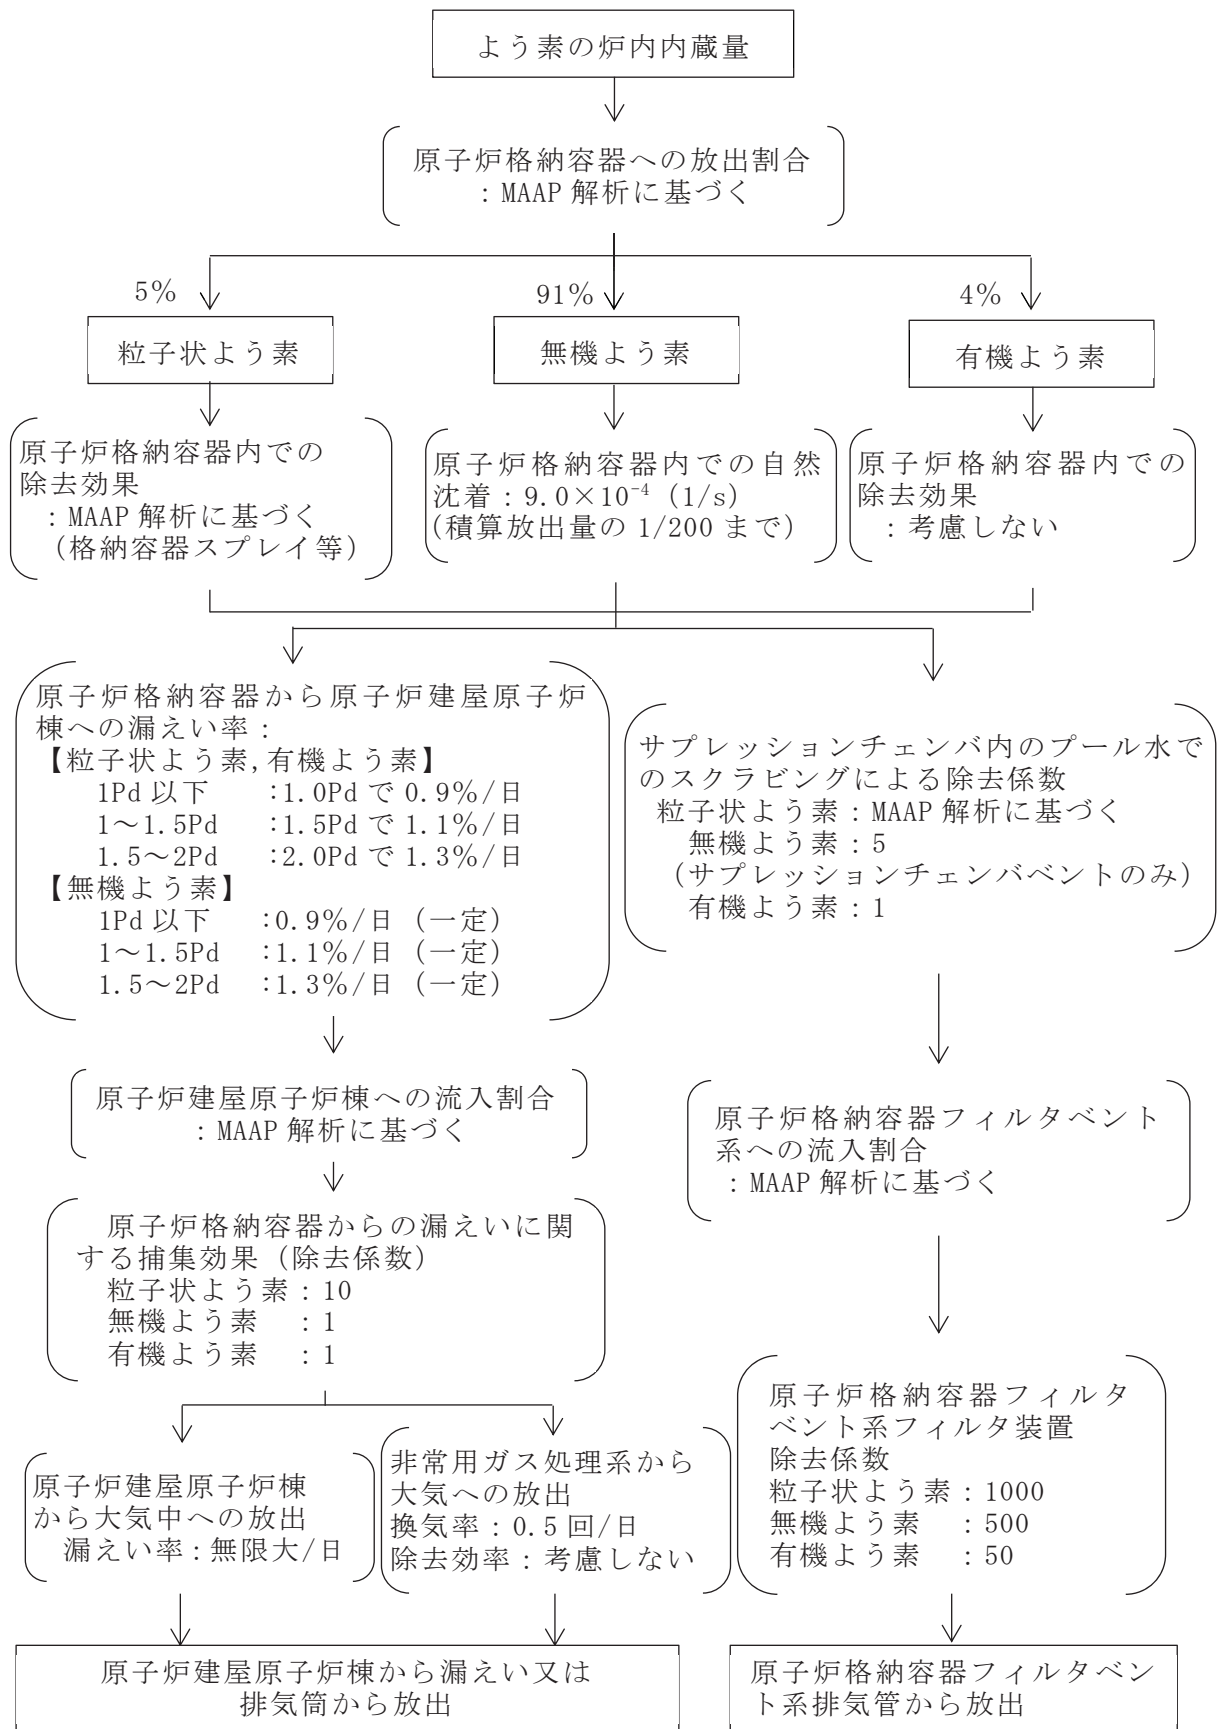 よう素の炉内内蔵量
原子炉格納容器への放出割合
：MAAP 解析に基づく
5%
91%
4%
粒子状よう素
無機よう素
有機よう素
原子炉格納容器内での
除去効果
：MAAP 解析に基づく
（格納容器スプレイ等）
原子炉格納容器内での自然
沈着：9.0×10⁻⁴（1/s）
(積算放出量の 1/200 まで）
原子炉格納容器内での
除去効果
：考慮しない
原子炉格納容器から原子炉建屋原子炉
棟への漏えい率：
【粒子状よう素,有機よう素】
1Pd 以下 :1.0Pd で 0.9%/日
1～1.5Pd :1.5Pd で 1.1%/日
1.5～2Pd :2.0Pd で 1.3%/日
【無機よう素】
1Pd 以下 :0.9%/日（一定）
1～1.5Pd :1.1%/日（一定）
1.5～2Pd :1.3%/日（一定）
サプレッションチェンバ内のプール水で
のスクラビングによる除去係数
粒子状よう素：MAAP 解析に基づく
無機よう素：5
（サプレッションチェンバベントのみ）
有機よう素：1
原子炉建屋原子炉棟への流入割合
：MAAP 解析に基づく
原子炉格納容器フィルタベント
系への流入割合
：MAAP 解析に基づく
原子炉格納容器からの漏えいに関
する捕集効果（除去係数）
粒子状よう素：10
無機よう素 ：1
有機よう素 ：1
原子炉格納容器フィルタ
ベント系フィルタ装置
除去係数
粒子状よう素：1000
無機よう素 ：500
有機よう素 ：50
原子炉建屋原子炉棟
から大気中への放出
漏えい率：無限大/日
非常用ガス処理系から
大気への放出
換気率：0.5 回/日
除去効率：考慮しない
原子炉建屋原子炉棟から漏えい又は
排気筒から放出
原子炉格納容器フィルタベン
ト系排気管から放出